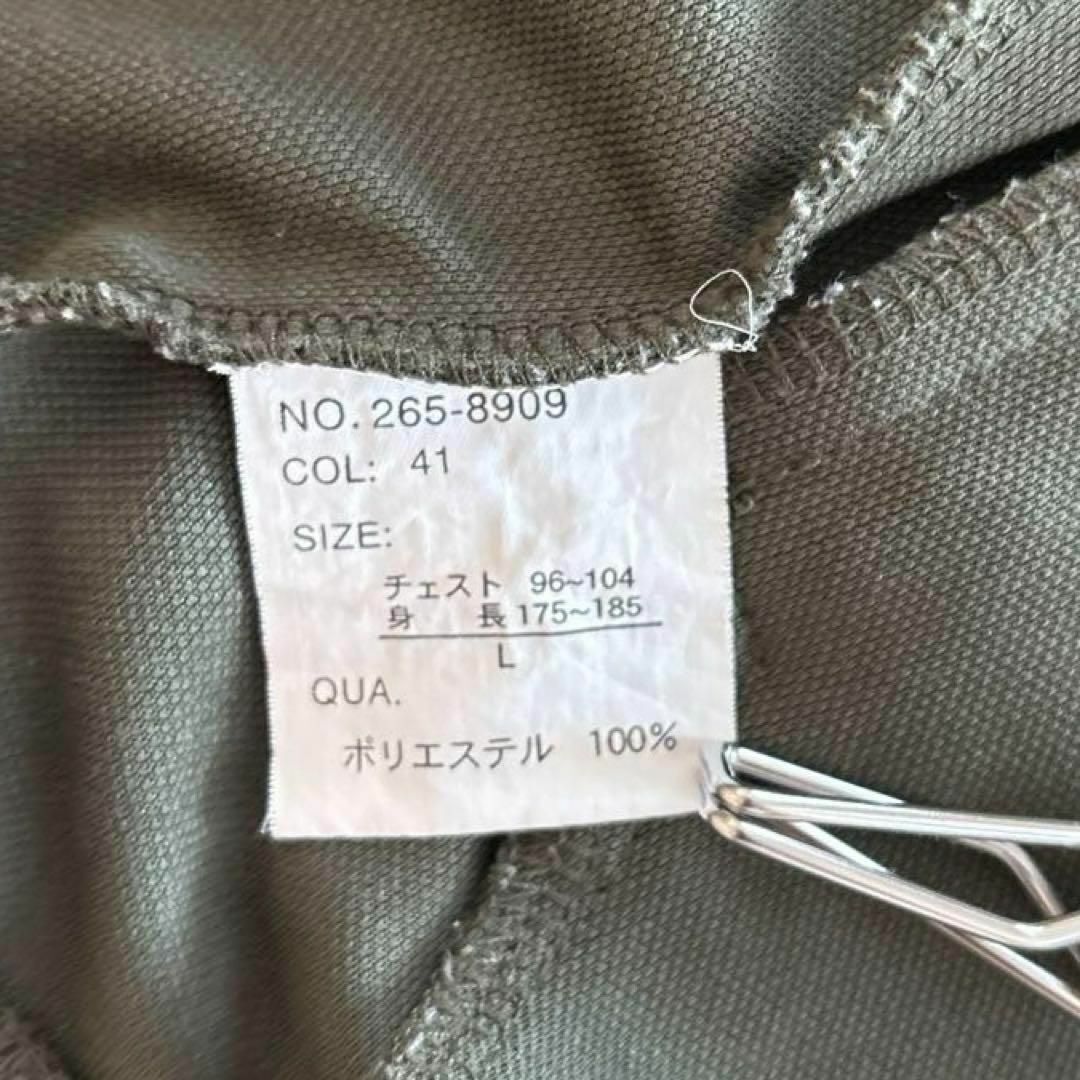 NO. 265-8909
COL: 41
SIZE:
チェスト 96~104
身 長 175~185
L
QUA.
ポリエステル 100%